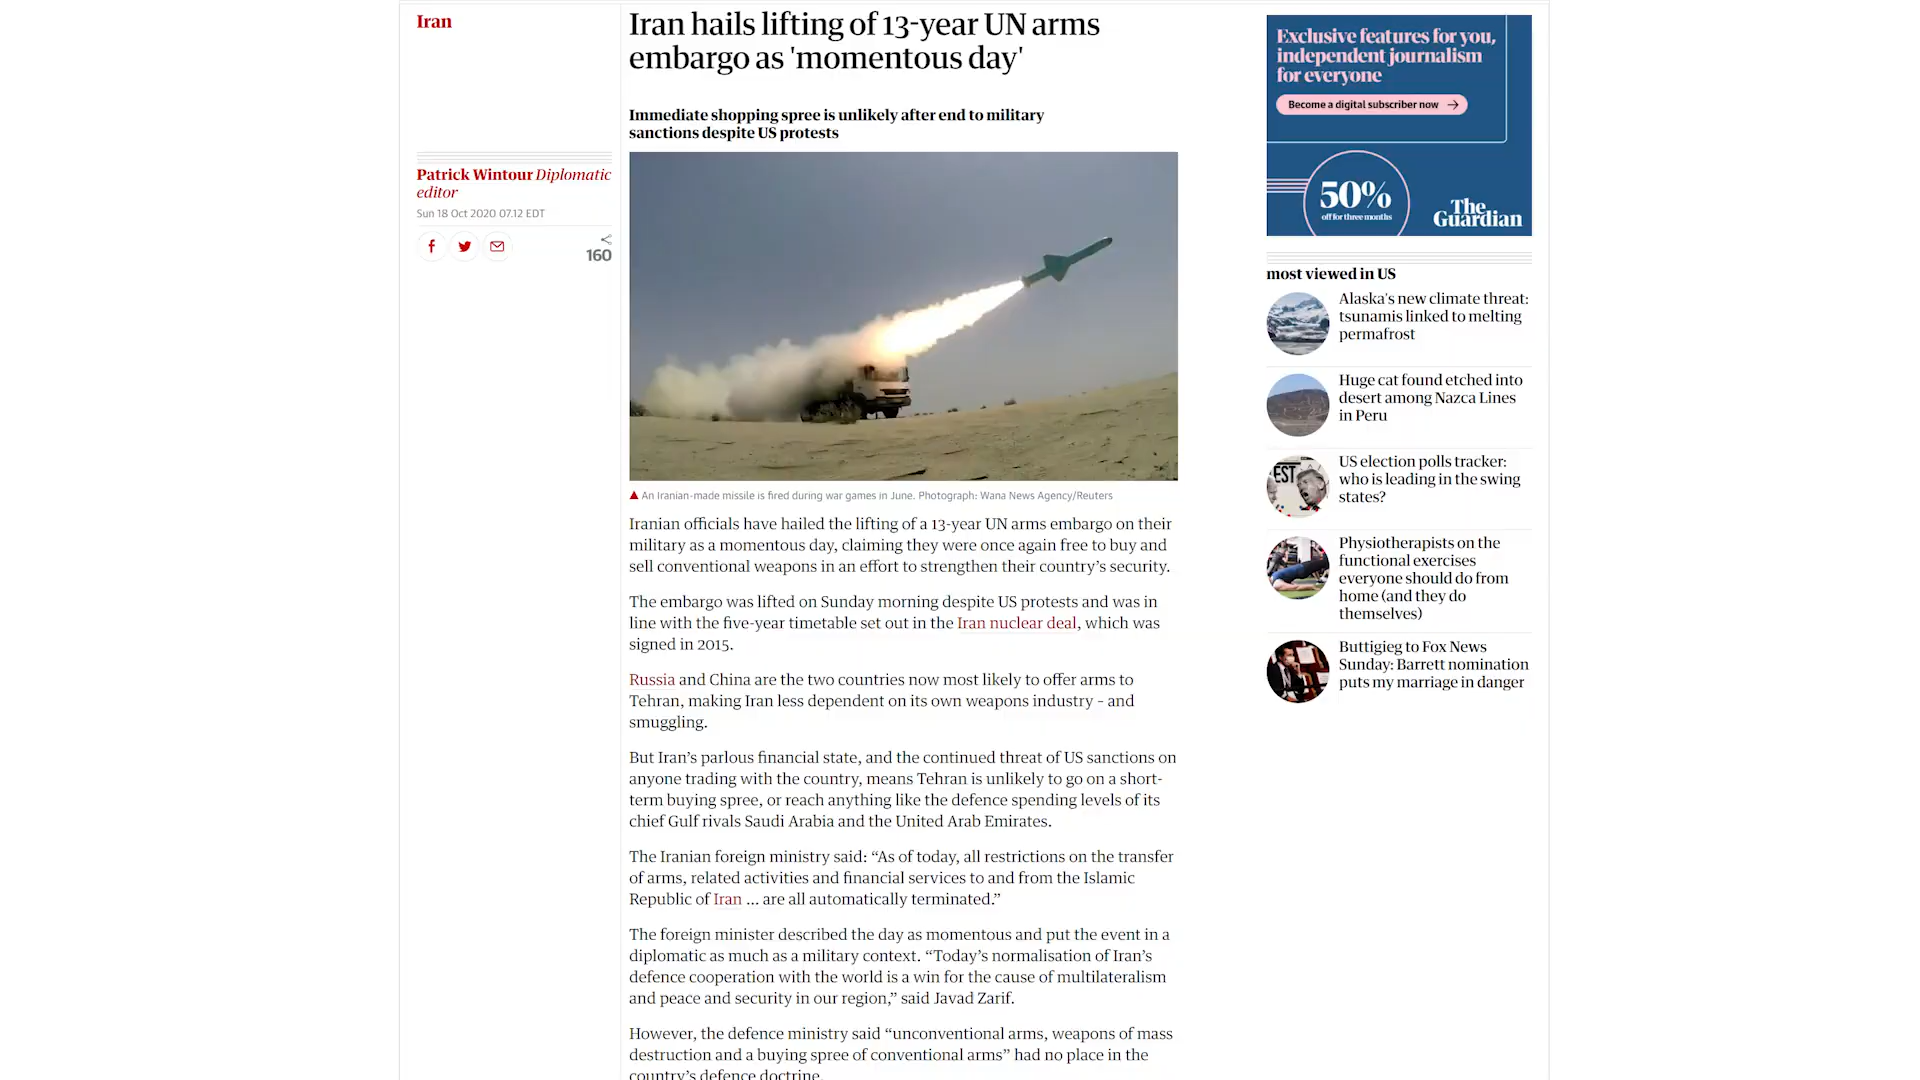 Iran
Iran hails lifting of 13-year UN arms
embargo as 'momentous day'
Immediate shopping spree is unlikely after end to military
sanctions despite US protests
Patrick Wintour Diplomatic
editor
Sun 18 Oct 2020 07.12 EDT
160
An Iranian-made missile is fired during war games in June. Photograph: Wana News Agency/Reuters
Iranian officials have hailed the lifting of a 13-year UN arms embargo on their
military as a momentous day, claiming they were once again free to buy and
sell conventional weapons in an effort to strengthen their country’s security.
The embargo was lifted on Sunday morning despite US protests and was in
line with the five-year timetable set out in the Iran nuclear deal, which was
signed in 2015.
Russia and China are the two countries now most likely to offer arms to
Tehran, making Iran less dependent on its own weapons industry – and
smuggling.
But Iran’s parlous financial state, and the continued threat of US sanctions on
anyone trading with the country, means Tehran is unlikely to go on a short-
term buying spree, or reach anything like the defence spending levels of its
chief Gulf rivals Saudi Arabia and the United Arab Emirates.
The Iranian foreign ministry said: “As of today, all restrictions on the transfer
of arms, related activities and financial services to and from the Islamic
Republic of Iran ... are all automatically terminated.”
The foreign minister described the day as momentous and put the event in a
diplomatic as much as a military context. “Today’s normalisation of Iran’s
defence cooperation with the world is a win for the cause of multilateralism
and peace and security in our region,” said Javad Zarif.
However, the defence ministry said “unconventional arms, weapons of mass
destruction and a buying spree of conventional arms” had no place in the
country’s defence doctrine.
Exclusive features for you,
independent journalism
for everyone
Become a digital subscriber now
50%
off for three months
The
Guardian
most viewed in US
Alaska's new climate threat:
tsunamis linked to melting
permafrost
Huge cat found etched into
desert among Nazca Lines
in Peru
EST
US election polls tracker:
who is leading in the swing
states?
Physiotherapists on the
functional exercises
everyone should do from
home (and they do
themselves)
Buttigieg to Fox News
Sunday: Barrett nomination
puts my marriage in danger